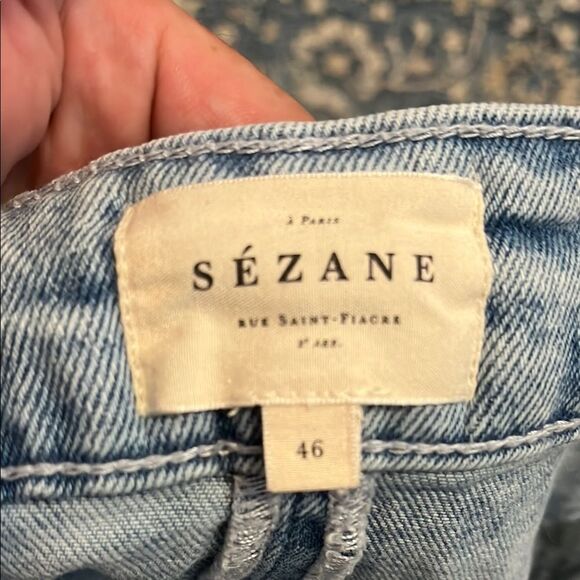 à Paris
SÉZANE
Rue Saint-Fiacre
2e arr.
46